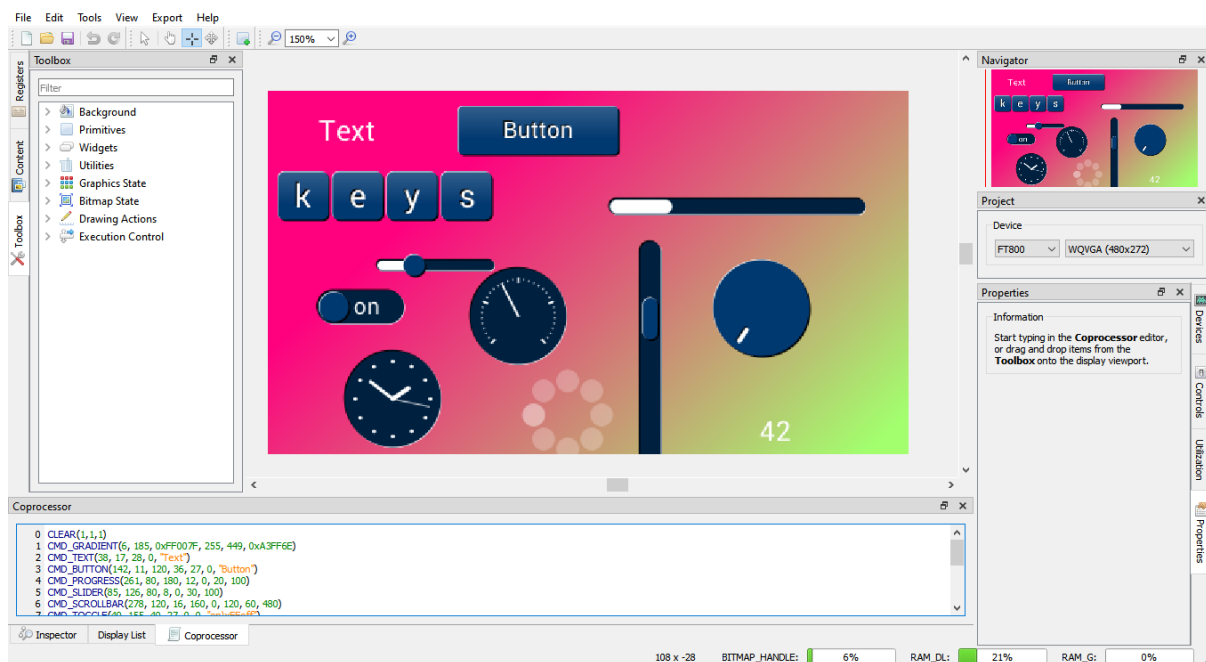 File Edit Tools View Export Help
150%
Toolbox
Registers
Content
Toolbox
Filter
Background
Primitives
Widgets
Utilities
Graphics State
Bitmap State
Drawing Actions
Execution Control
Text
Button
k e y s
on
42
Navigator
Text
Button
k e y s
on
42
Project
Device
FT800 WQVGA (480x272)
Properties
Information
Start typing in the Coprocessor editor,
or drag and drop items from the
Toolbox onto the display viewport.
Devices
Controls
Utilization
Properties
Coprocessor
0 CLEAR(1,1,1)
1 CMD_GRADIENT(6, 185, 0xFF007F, 255, 449, 0xA3FF6E)
2 CMD_TEXT(38, 17, 28, 0, "Text")
3 CMD_BUTTON(142, 11, 120, 36, 27, 0, "Button")
4 CMD_PROGRESS(261, 80, 180, 12, 0, 20, 100)
5 CMD_SLIDER(85, 126, 80, 8, 0, 30, 100)
6 CMD_SCROLLBAR(278, 120, 16, 160, 0, 120, 60, 480)
Inspector Display List Coprocessor
108 x -28 BITMAP_HANDLE: 6% RAM_DL: 21% RAM_G: 0%